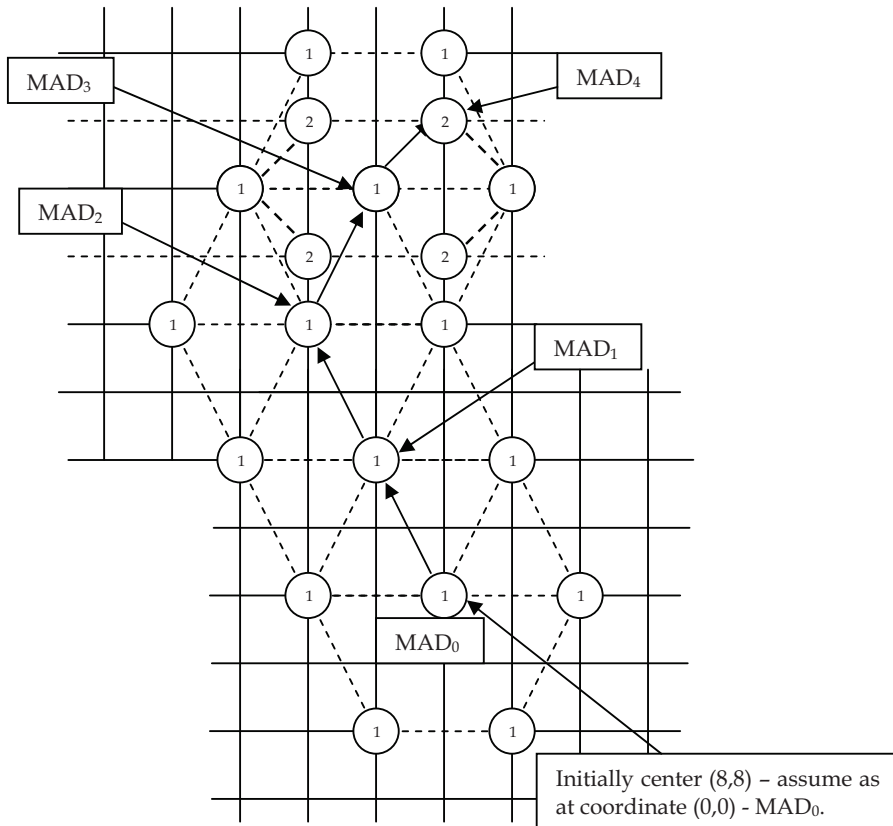 1 1
MAD₃
MAD₄
2 2
1 1 1
MAD₂
2 2
1 1 1
MAD₁
1 1 1
1 1 1
MAD₀
1 1
Initially center (8,8) – assume as
at coordinate (0,0) - MAD₀.